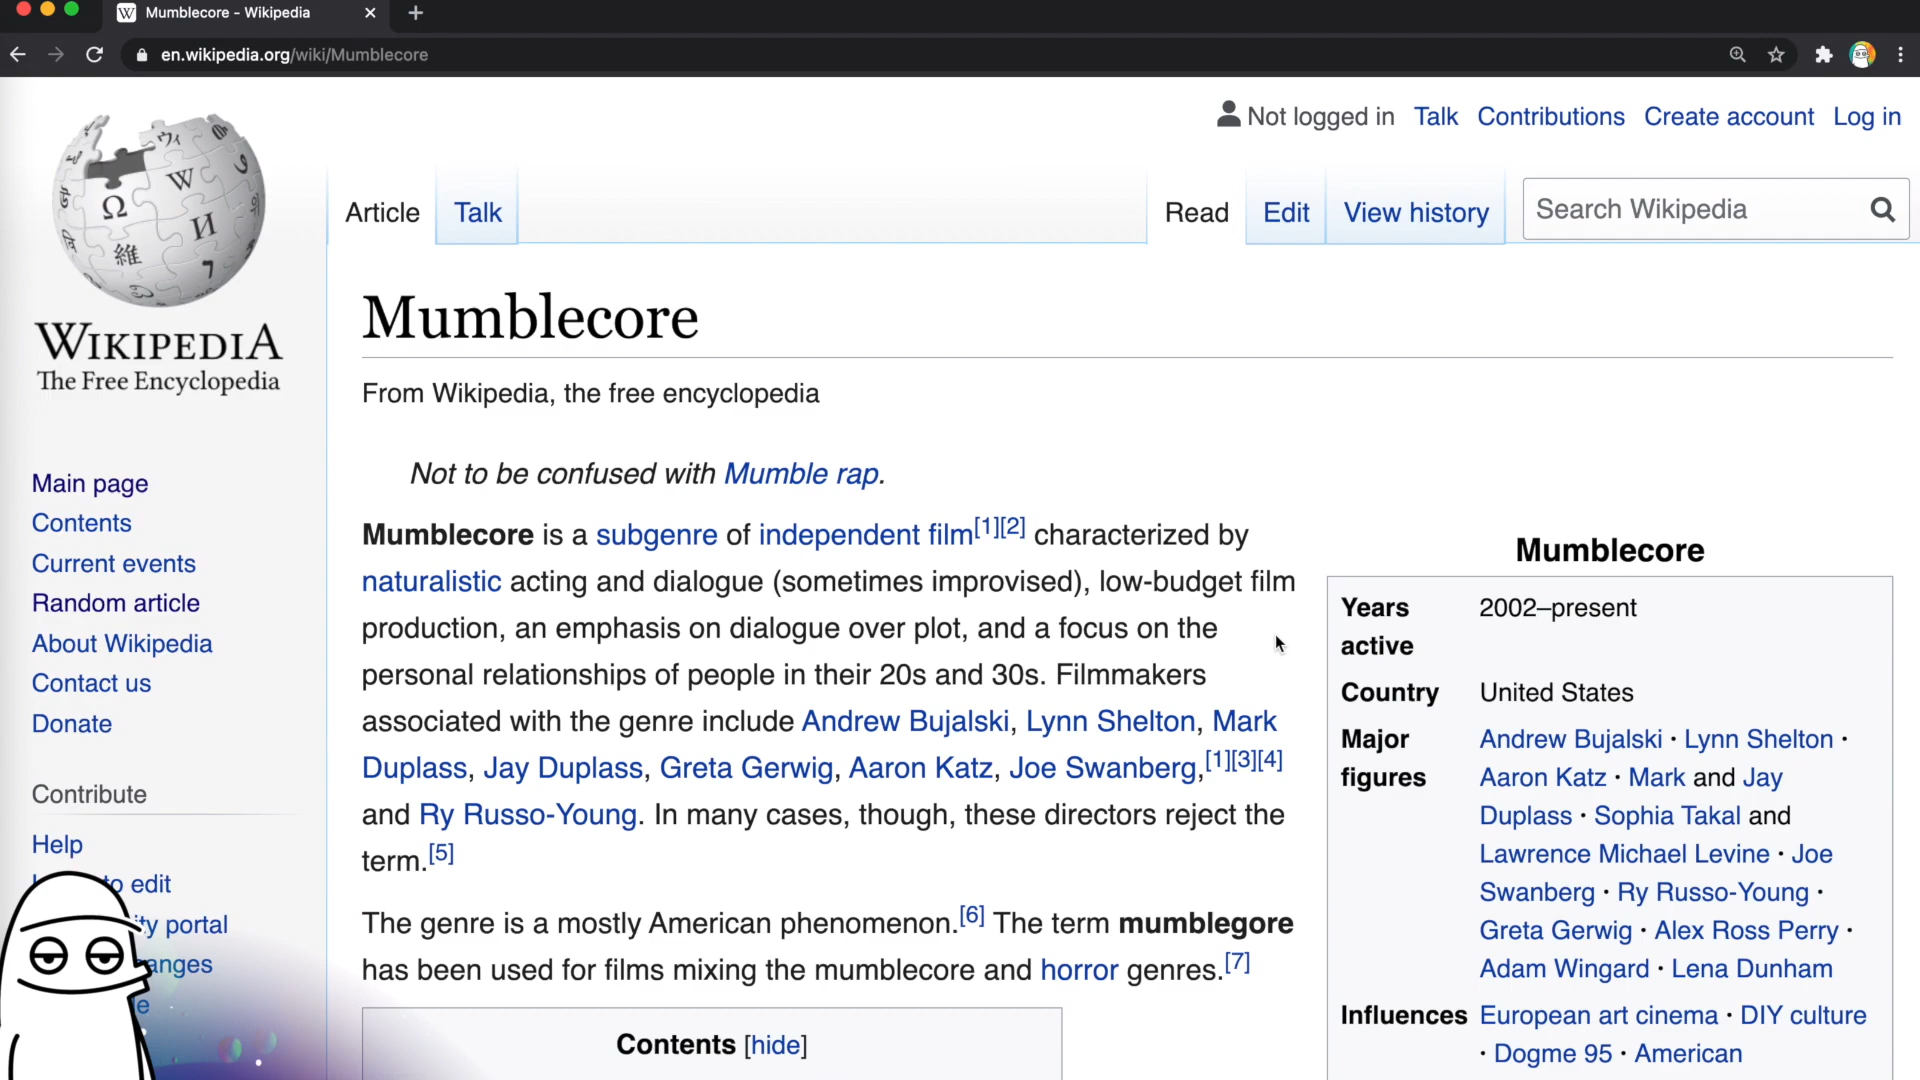 Mumblecore - Wikipedia
en.wikipedia.org/wiki/Mumblecore
Not logged in Talk Contributions Create account Log in
Article Talk Read Edit View history Search Wikipedia
WIKIPEDIA
The Free Encyclopedia
Main page
Contents
Current events
Random article
About Wikipedia
Contact us
Donate
Contribute
Help
to edit
portal
Mumblecore
From Wikipedia, the free encyclopedia
Not to be confused with Mumble rap.
Mumblecore is a subgenre of independent film[1][2] characterized by
naturalistic acting and dialogue (sometimes improvised), low-budget film
production, an emphasis on dialogue over plot, and a focus on the
personal relationships of people in their 20s and 30s. Filmmakers
associated with the genre include Andrew Bujalski, Lynn Shelton, Mark
Duplass, Jay Duplass, Greta Gerwig, Aaron Katz, Joe Swanberg,[1][3][4]
and Ry Russo-Young. In many cases, though, these directors reject the
term.[5]
The genre is a mostly American phenomenon.[6] The term mumblegore
has been used for films mixing the mumblecore and horror genres.[7]
Contents [hide]
Mumblecore
Years active 2002–present
Country United States
Major figures Andrew Bujalski · Lynn Shelton ·
Aaron Katz · Mark and Jay
Duplass · Sophia Takal and
Lawrence Michael Levine · Joe
Swanberg · Ry Russo-Young ·
Greta Gerwig · Alex Ross Perry ·
Adam Wingard · Lena Dunham
Influences European art cinema · DIY culture
· Dogme 95 · American